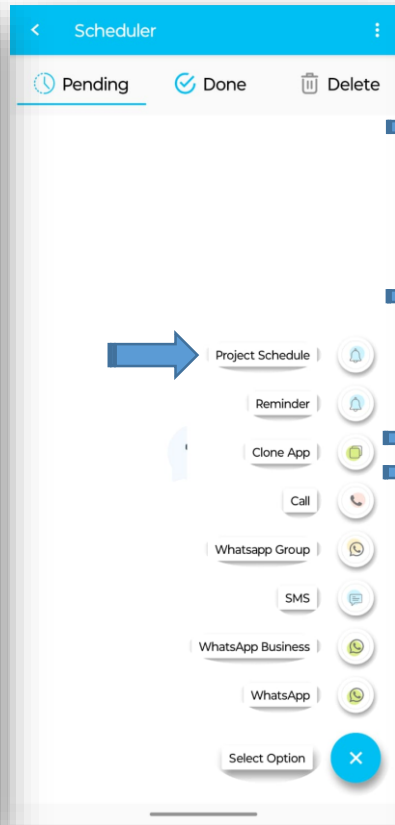 Scheduler
Pending Done Delete
Project Schedule
Reminder
Clone App
Call
Whatsapp Group
SMS
WhatsApp Business
WhatsApp
Select Option